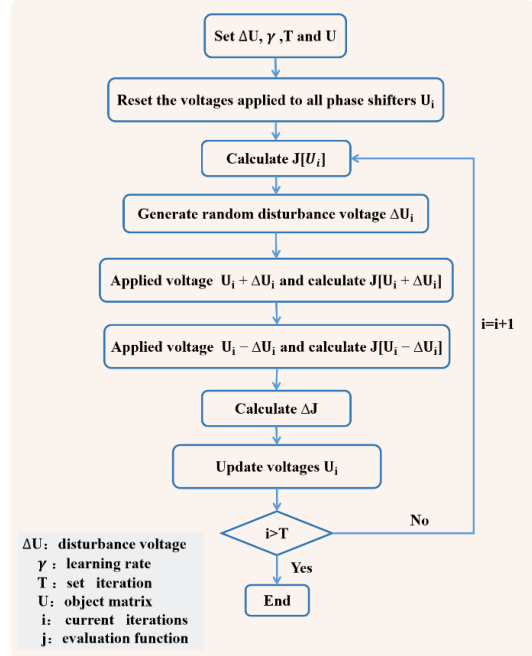 Set ΔU, γ ,T and U
Reset the voltages applied to all phase shifters Uᵢ
Calculate J[Uᵢ]
Generate random disturbance voltage ΔUᵢ
Applied voltage Uᵢ + ΔUᵢ and calculate J[Uᵢ + ΔUᵢ]
i=i+1
Applied voltage Uᵢ − ΔUᵢ and calculate J[Uᵢ − ΔUᵢ]
Calculate ΔJ
Update voltages Uᵢ
i>T
No
Yes
End
ΔU: disturbance voltage
γ : learning rate
T : set iteration
U: object matrix
i: current iterations
j: evaluation function